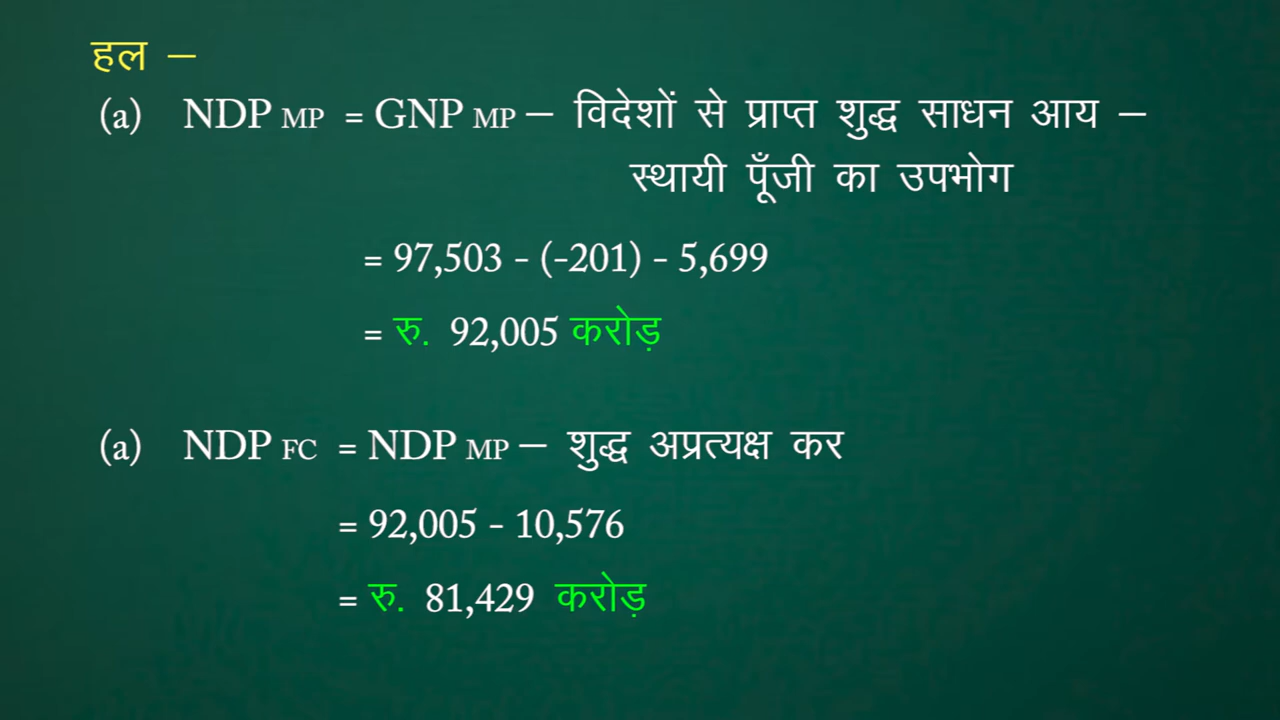 हल –
(a) NDP MP = GNP MP – विदेशों से प्राप्त शुद्ध साधन आय –
स्थायी पूँजी का उपभोग
= 97,503 - (-201) - 5,699
= रु. 92,005 करोड़
(a) NDP FC = NDP MP – शुद्ध अप्रत्यक्ष कर
= 92,005 - 10,576
= रु. 81,429 करोड़